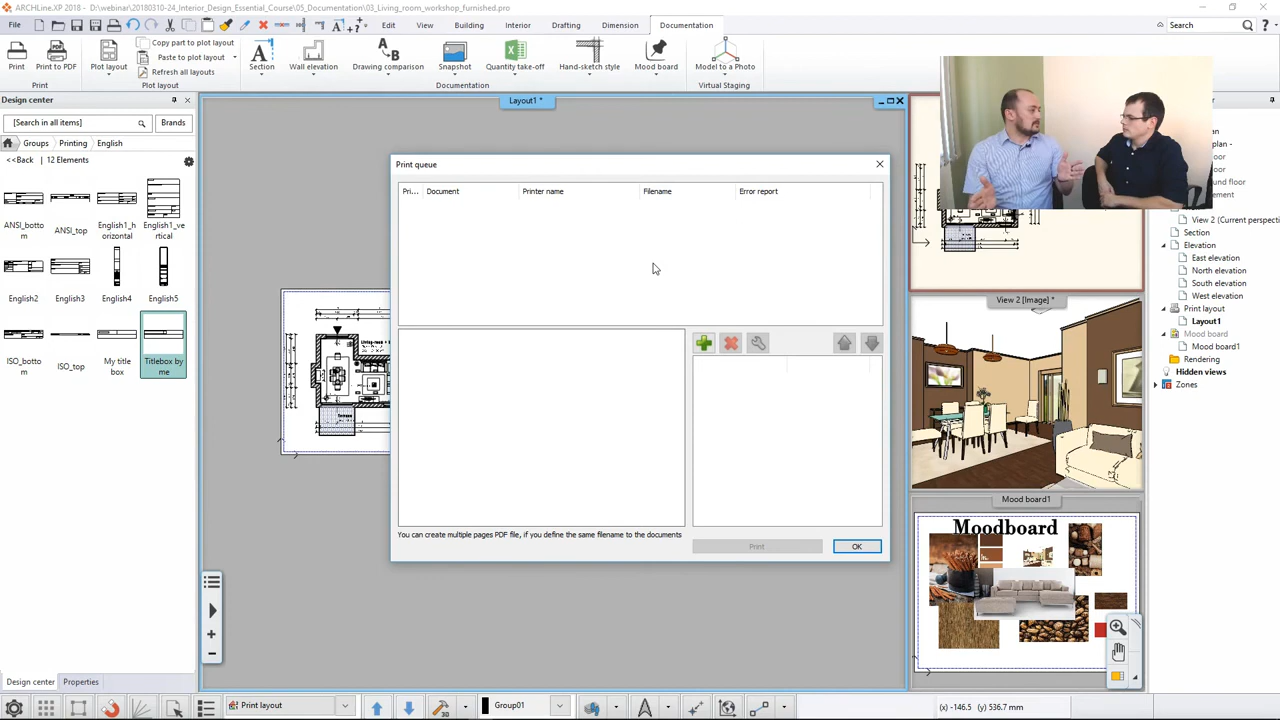 ARCHLine.XP 2018 - D:\webinar\20180310-24_Interior_Design_Essential_Course\05_Documentation\03_Living_room_workshop_furnished.pro
File
Edit
View
Building
Interior
Drafting
Dimension
Documentation
Search
Print
Print to PDF
Plot layout
Copy part to plot layout
Paste to plot layout
Refresh all layouts
Section
Wall elevation
Drawing comparison
Snapshot
Quantity take-off
Hand-sketch style
Mood board
Model to a Photo
Print
Plot layout
Documentation
Virtual Staging
Design center
[Search in all items]
Brands
Groups
Printing
English
<<Back
12 Elements
ANSI_bottom
ANSI_top
English1_horizontal
English1_vertical
English2
English3
English4
English5
ISO_bottom
ISO_top
My title box
Titlebox by me
Layout1 *
Print queue
Pri...
Document
Printer name
Filename
Error report
You can create multiple pages PDF file, if you define the same filename to the documents
Print
OK
View 2 [Image] *
Mood board1
Moodboard
View 2 (Current perspecti
Section
Elevation
East elevation
North elevation
South elevation
West elevation
Print layout
Layout1
Mood board
Mood board1
Rendering
Hidden views
Zones
Design center
Properties
Print layout
Group01
(x) -146.5 (y) 536.7 mm